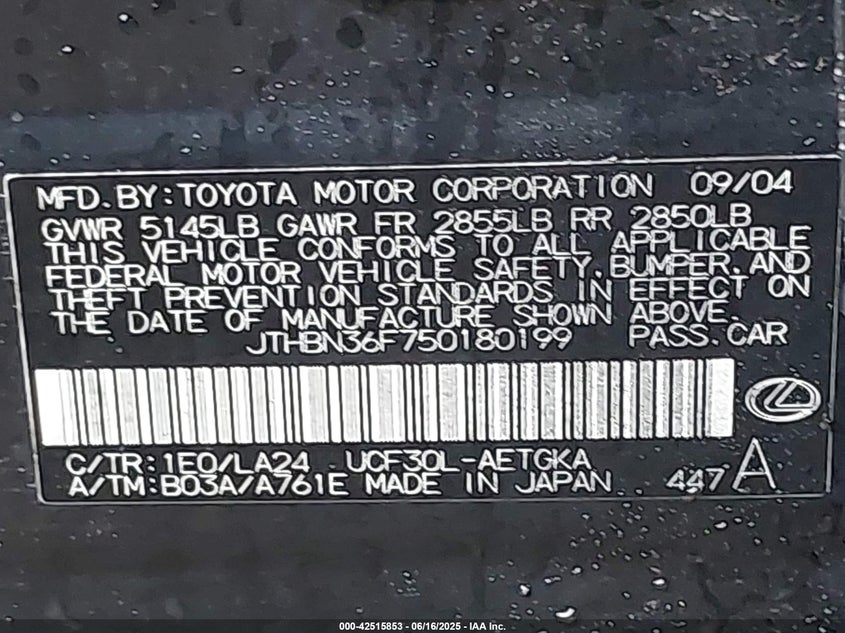 MFD. BY: TOYOTA MOTOR CORPORATION 09/04
GVWR 5145LB GAWR FR 2855LB RR 2850LB
THIS VEHICLE CONFORMS TO ALL APPLICABLE
FEDERAL MOTOR VEHICLE SAFETY, BUMPER, AND
THEFT PREVENTION STANDARDS IN EFFECT ON
THE DATE OF MANUFACTURE SHOWN ABOVE.
JTHBN36F750180199 PASS. CAR
C/TR: 1E0/LA24 UCF30L-AETGKA
A/TM: B03A/A761E MADE IN JAPAN 447 A
000-42515853 - 06/16/2025 - IAA Inc.